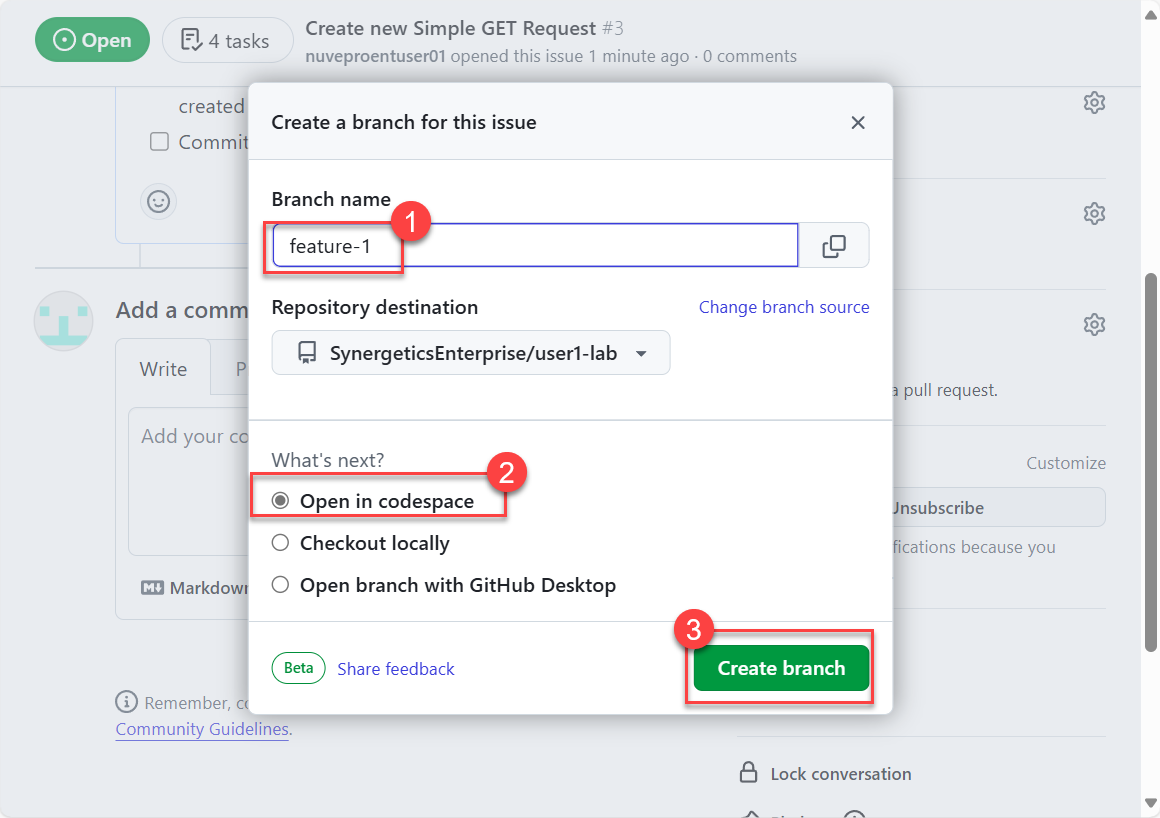 Open
4 tasks
Create new Simple GET Request #3
nuveproentuser01 opened this issue 1 minute ago · 0 comments
created
Commit
Create a branch for this issue
Branch name
1
feature-1
Repository destination
Change branch source
SynergeticsEnterprise/user1-lab
Add a comm
Write
P
Add your co
a pull request.
What's next?
2
Customize
Open in codespace
Unsubscribe
Checkout locally
fications because you
Open branch with GitHub Desktop
Markdown
3
Beta
Share feedback
Create branch
Remember, co
Community Guidelines.
Lock conversation